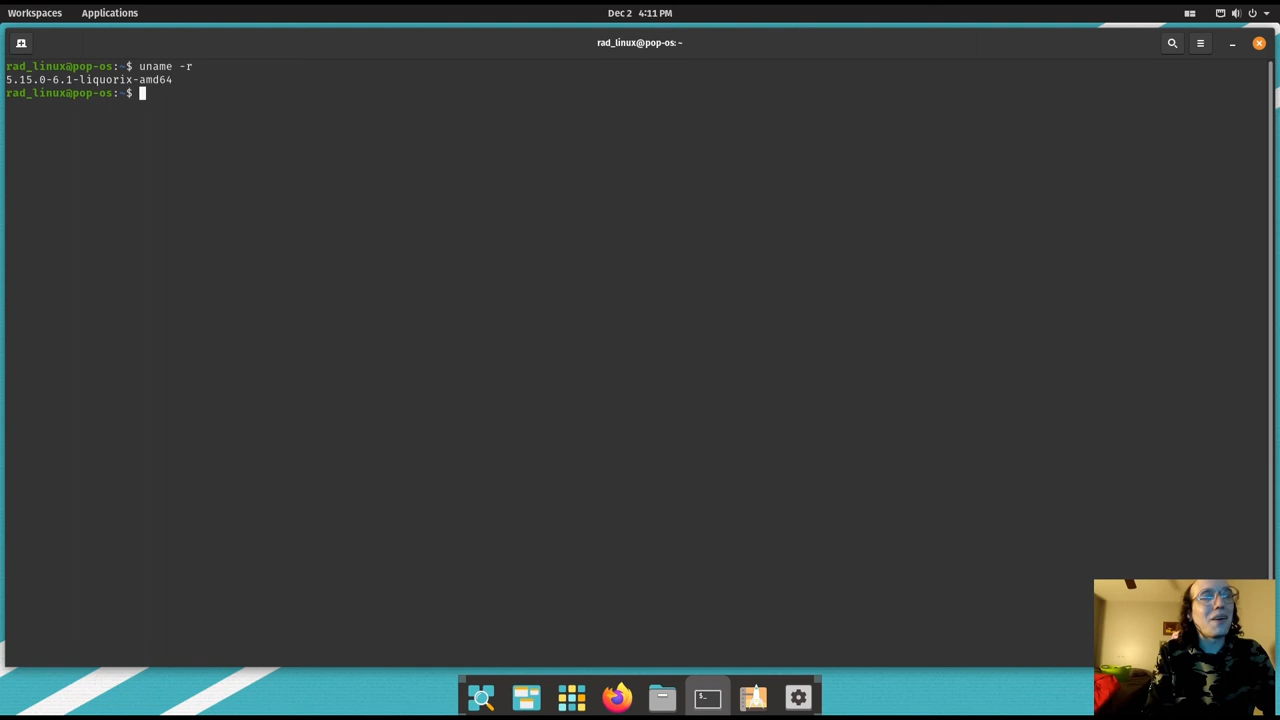 Workspaces Applications Dec 2 4:11 PM
rad_linux@pop-os: ~
rad_linux@pop-os:~$ uname -r
5.15.0-6.1-liquorix-amd64
rad_linux@pop-os:~$
$_